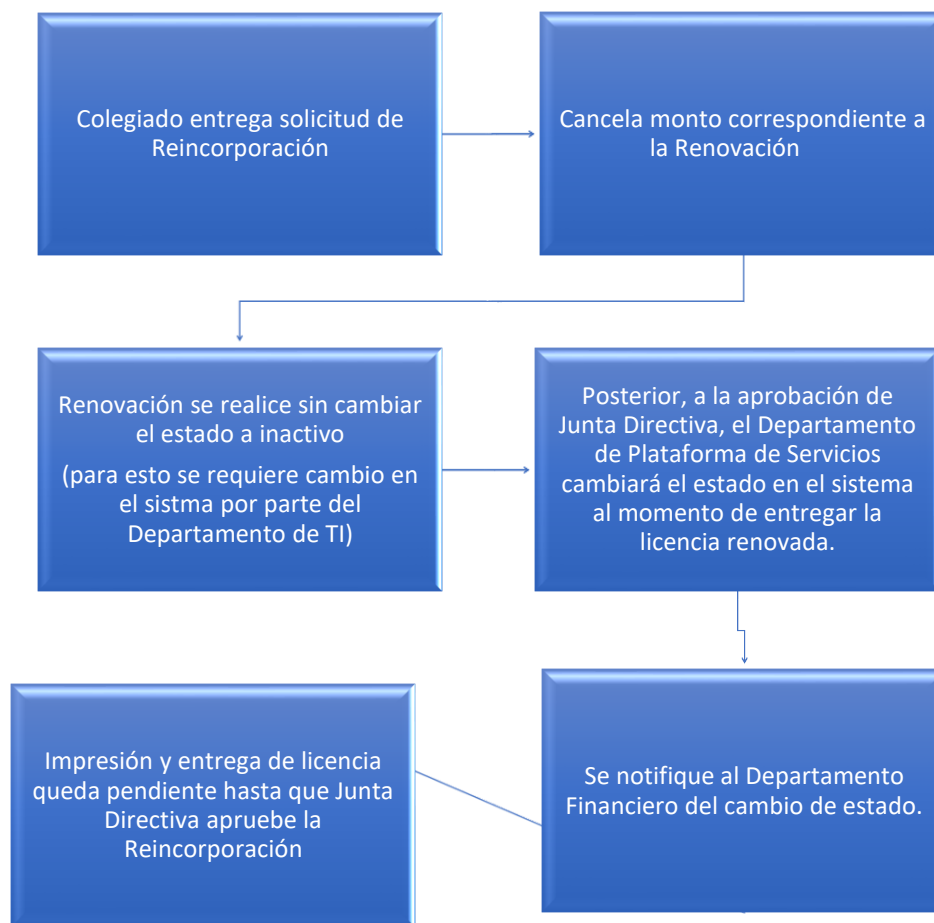 Colegiado entrega solicitud de
Reincorporación
Cancela monto correspondiente a
la Renovación
Renovación se realice sin cambiar
el estado a inactivo
(para esto se requiere cambio en
el sistma por parte del
Departamento de TI)
Posterior, a la aprobación de
Junta Directiva, el Departamento
de Plataforma de Servicios
cambiará el estado en el sistema
al momento de entregar la
licencia renovada.
Impresión y entrega de licencia
queda pendiente hasta que Junta
Directiva apruebe la
Reincorporación
Se notifique al Departamento
Financiero del cambio de estado.